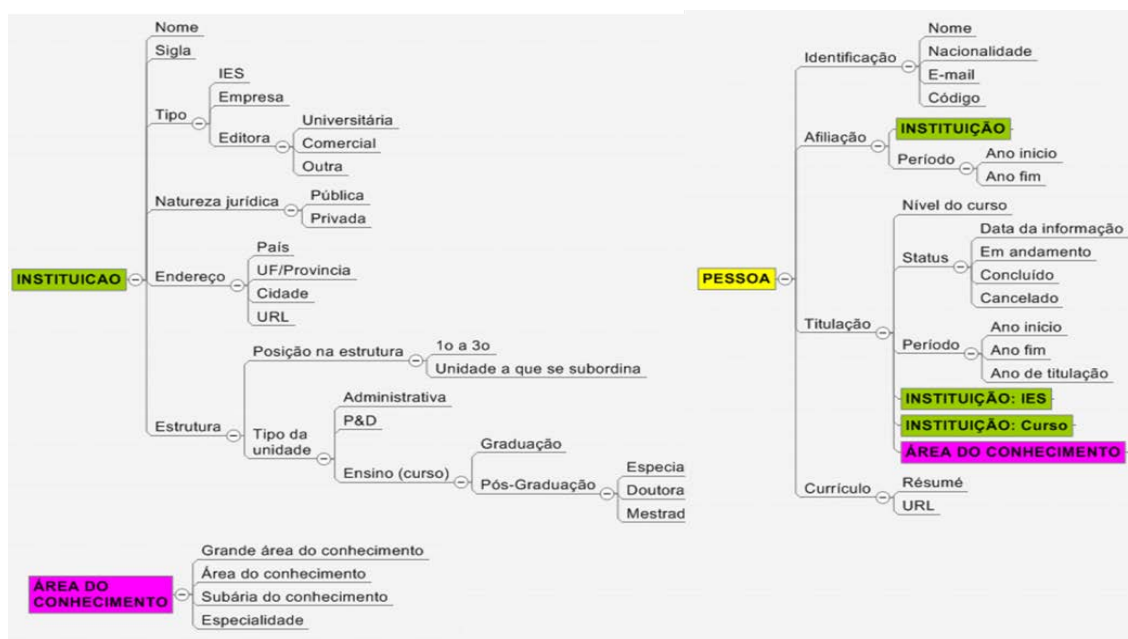 Nome
Sigla
Tipo
IES
Empresa
Editora
Universitária
Comercial
Outra
Natureza jurídica
Pública
Privada
INSTITUICAO
Endereço
País
UF/Provincia
Cidade
URL
Estrutura
Posição na estrutura
1o a 3o
Unidade a que se subordina
Tipo da
unidade
Administrativa
P&D
Ensino (curso)
Graduação
Pós-Graduação
Especia
Doutora
Mestrad
ÁREA DO
CONHECIMENTO
Grande área do conhecimento
Área do conhecimento
Subária do conhecimento
Especialidade
PESSOA
Identificação
Nome
Nacionalidade
E-mail
Código
Afiliação
INSTITUIÇÃO
Período
Ano inicio
Ano fim
Titulação
Nível do curso
Status
Data da informação
Em andamento
Concluído
Cancelado
Período
Ano inicio
Ano fim
Ano de titulação
INSTITUIÇÃO: IES
INSTITUIÇÃO: Curso
ÁREA DO CONHECIMENTO
Currículo
Résumé
URL